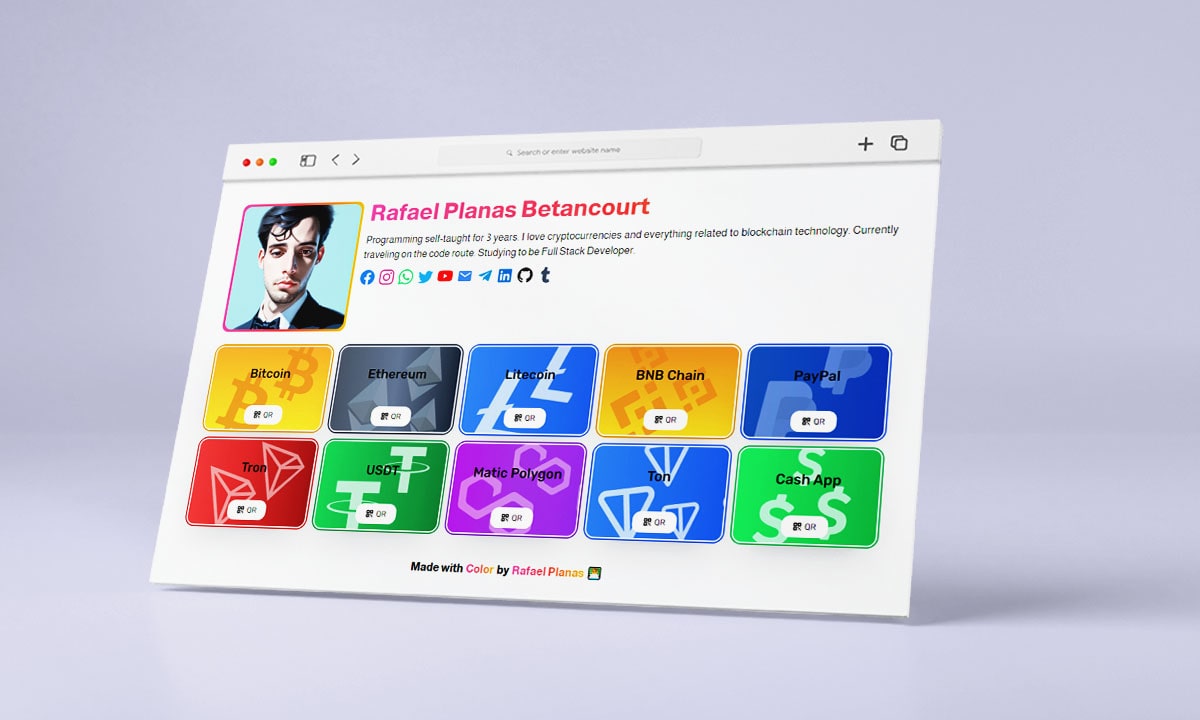 Search or enter website name
Rafael Planas Betancourt
Programming self-taught for 3 years. I love cryptocurrencies and everything related to blockchain technology. Currently
traveling on the code route. Studying to be Full Stack Developer.
Bitcoin
QR
Ethereum
QR
Litecoin
QR
BNB Chain
QR
PayPal
QR
Tron
QR
USDT
QR
Matic Polygon
QR
Ton
QR
Cash App
QR
Made with Color by Rafael Planas